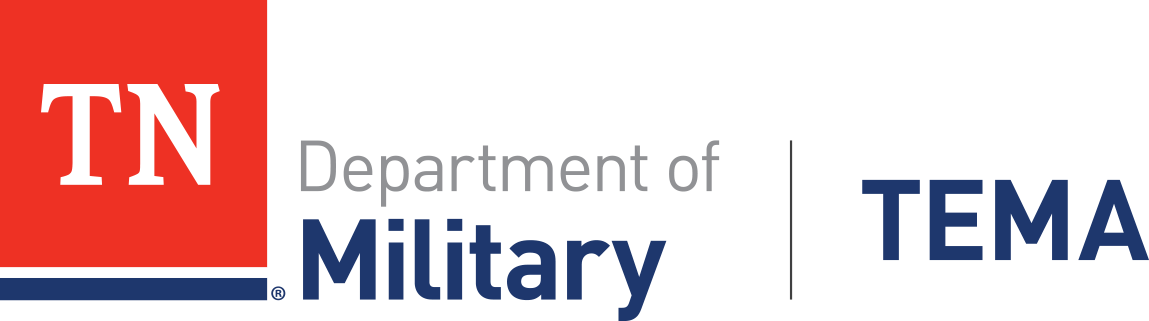 TN
®
Department of
Military
TEMA